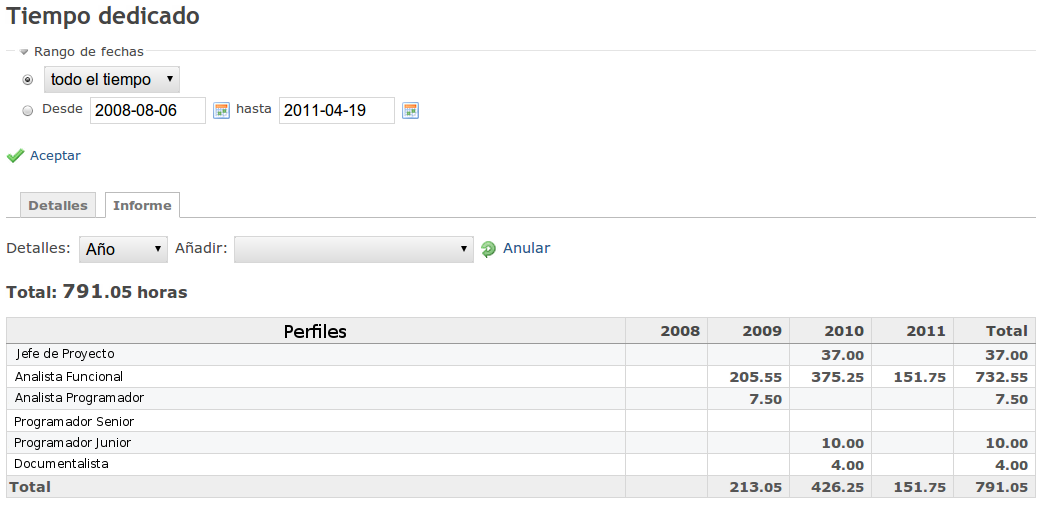 Tiempo dedicado
Rango de fechas
todo el tiempo
Desde 2008-08-06 hasta 2011-04-19
Aceptar
Detalles Informe
Detalles: Año Añadir: Anular
Total: 791.05 horas
Perfiles 2008 2009 2010 2011 Total
Jefe de Proyecto 37.00 37.00
Analista Funcional 205.55 375.25 151.75 732.55
Analista Programador 7.50 7.50
Programador Senior
Programador Junior 10.00 10.00
Documentalista 4.00 4.00
Total 213.05 426.25 151.75 791.05